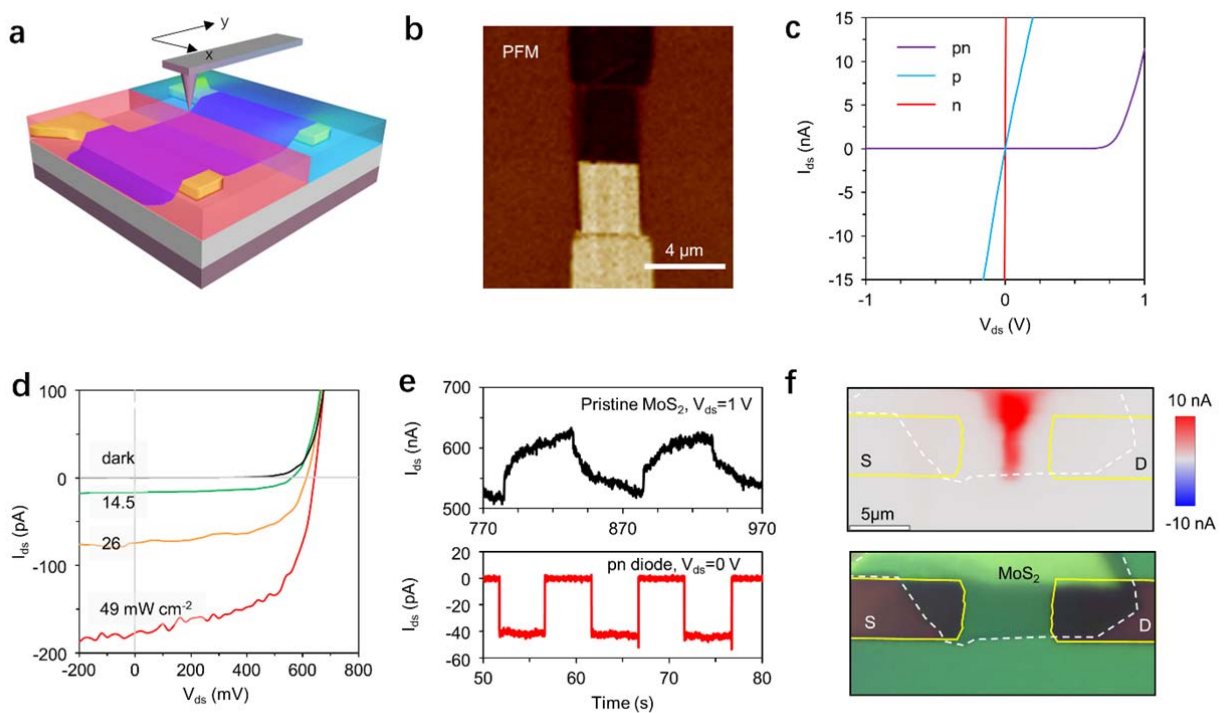 a
y
x
b
PFM
4 μm
c
15
10
5
0
-5
-10
-15
I_ds (nA)
pn
p
n
-1
0
1
V_ds (V)
d
100
0
-100
-200
I_ds (pA)
dark
14.5
26
49 mW cm⁻²
-200
0
200
400
600
800
V_ds (mV)
e
700
600
500
I_ds (nA)
Pristine MoS₂, V_ds=1 V
770
870
970
20
0
-20
-40
-60
I_ds (pA)
pn diode, V_ds=0 V
50
60
70
80
Time (s)
f
S
D
5μm
10 nA
-10 nA
MoS₂
S
D